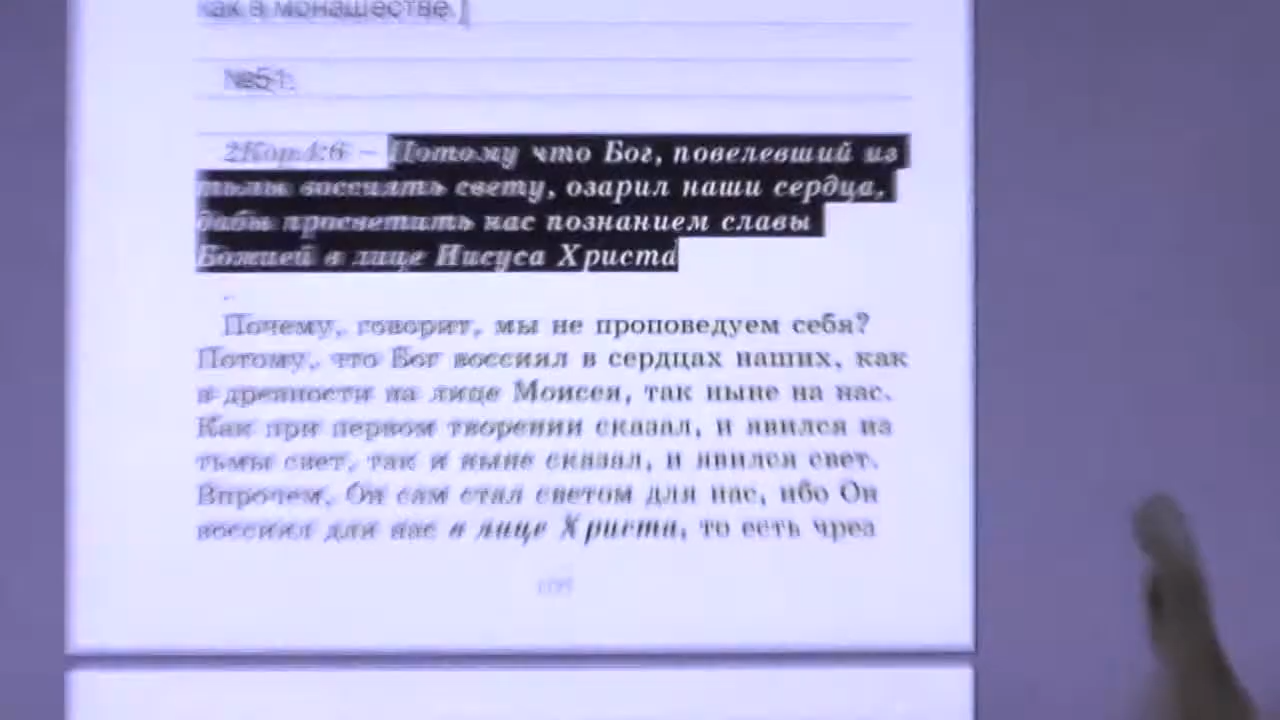 как в монашестве.]
№51.
2Кор.4:6 – Потому что Бог, повелевший из
тьмы воссиять свету, озарил наши сердца,
дабы просветить нас познанием славы
Божией в лице Иисуса Христа
.
Почему, говорит, мы не проповедуем себя?
Потому, что Бог воссиял в сердцах наших, как
в древности на лице Моисея, так ныне на нас.
Как при первом творении сказал, и явился из
тьмы свет, так и ныне сказал, и явился свет.
Впрочем, Он сам стал светом для нас, ибо Он
воссиял для нас в лице Христа, то есть чрез